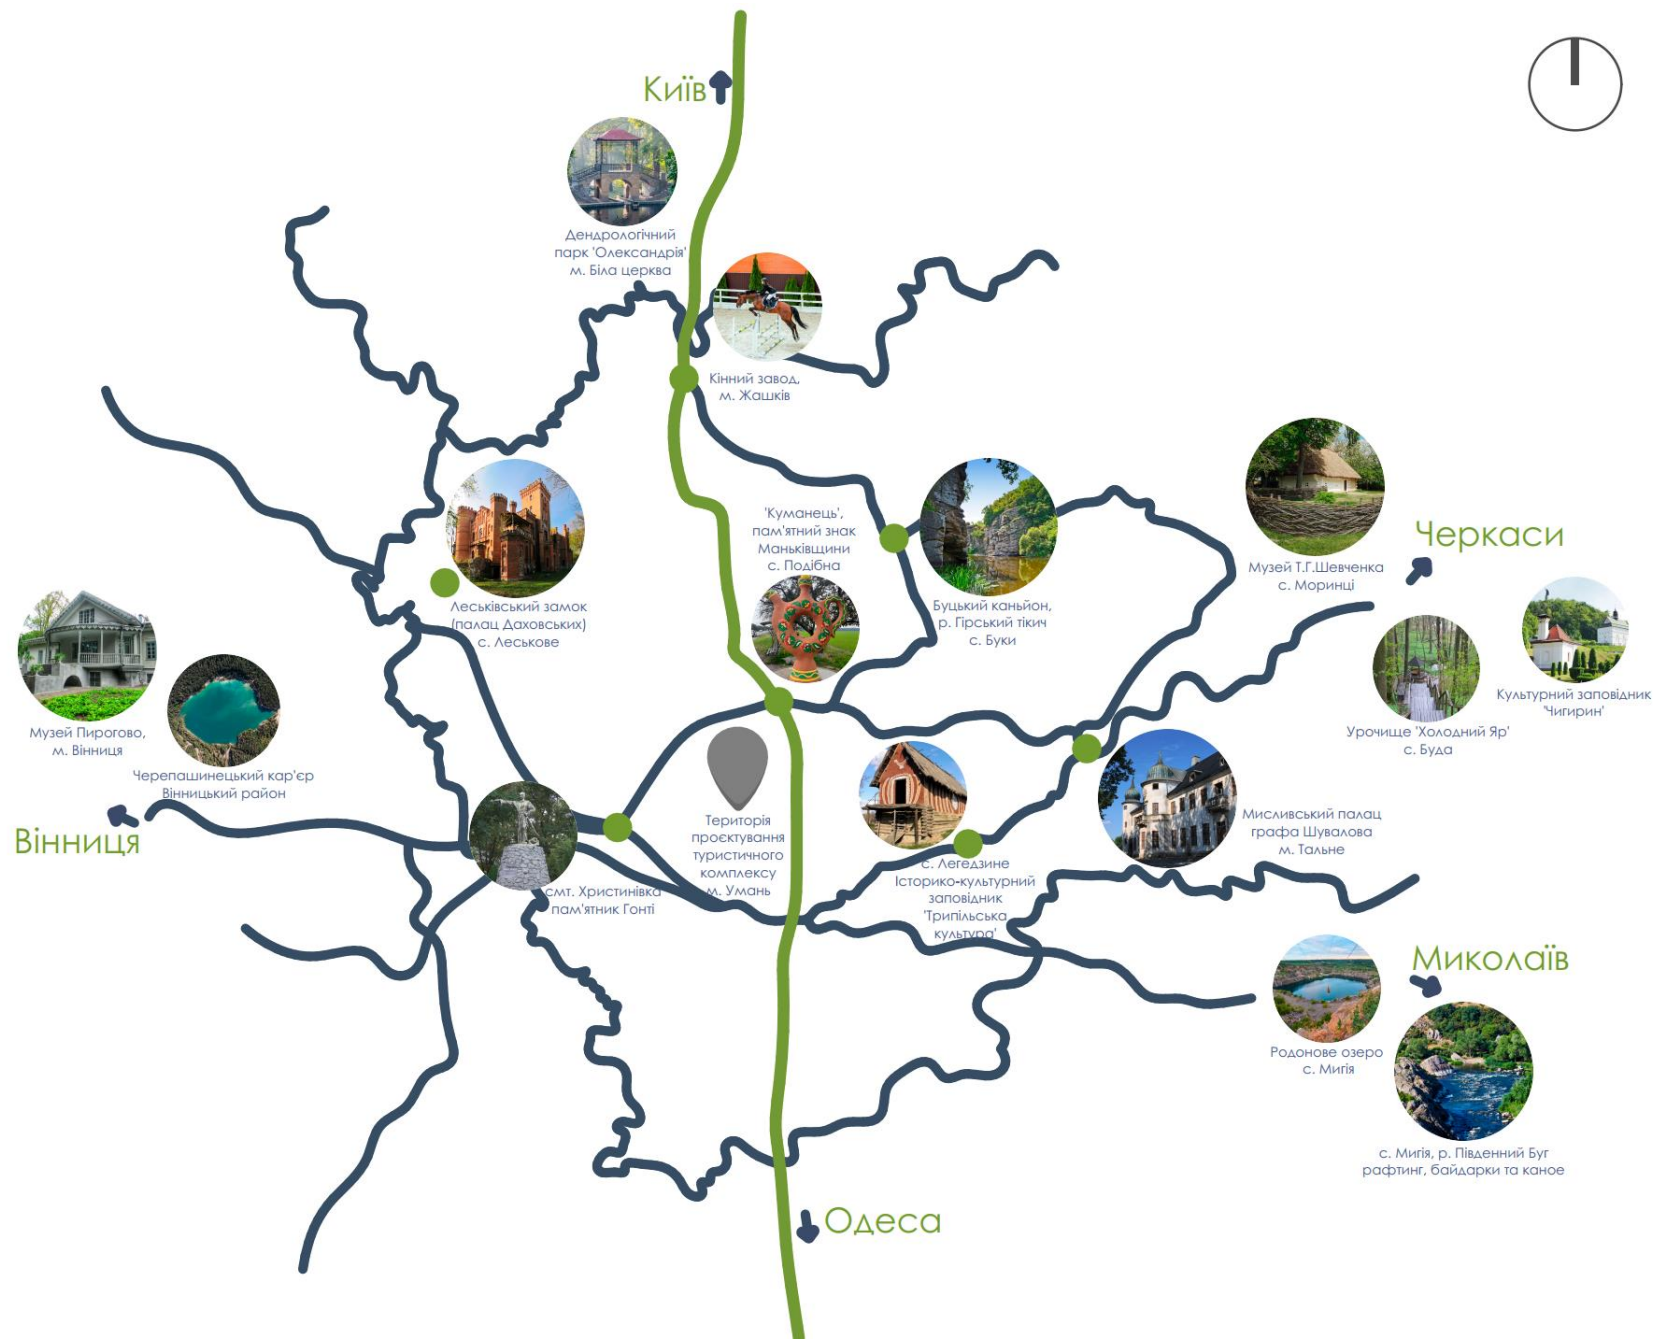 Київ
Дендрологічний
парк 'Олександрія'
м. Біла церква
Кінний завод,
м. Жашків
'Куманець',
пам'ятний знак
Маньківщини
с. Подібна
Буцький каньйон,
р. Гірський тікич
с. Буки
Музей Т.Г.Шевченка
с. Моринці
Черкаси
Леськівський замок
(палац Даховських)
с. Леськове
Культурний заповідник
'Чигирин'
Урочище 'Холодний Яр'
с. Буда
Музей Пирогово,
м. Вінниця
Черепашинецький кар'єр
Вінницький район
Вінниця
Територія
проєктування
туристичного
комплексу
м. Умань
Мисливський палац
графа Шувалова
м. Тальне
смт. Христинівка
пам'ятник Гонті
с. Легедзине
Історико-культурний
заповідник
'Трипільська
культура'
Миколаїв
Родонове озеро
с. Мигія
с. Мигія, р. Південний Буг
рафтинг, байдарки та каное
Одеса